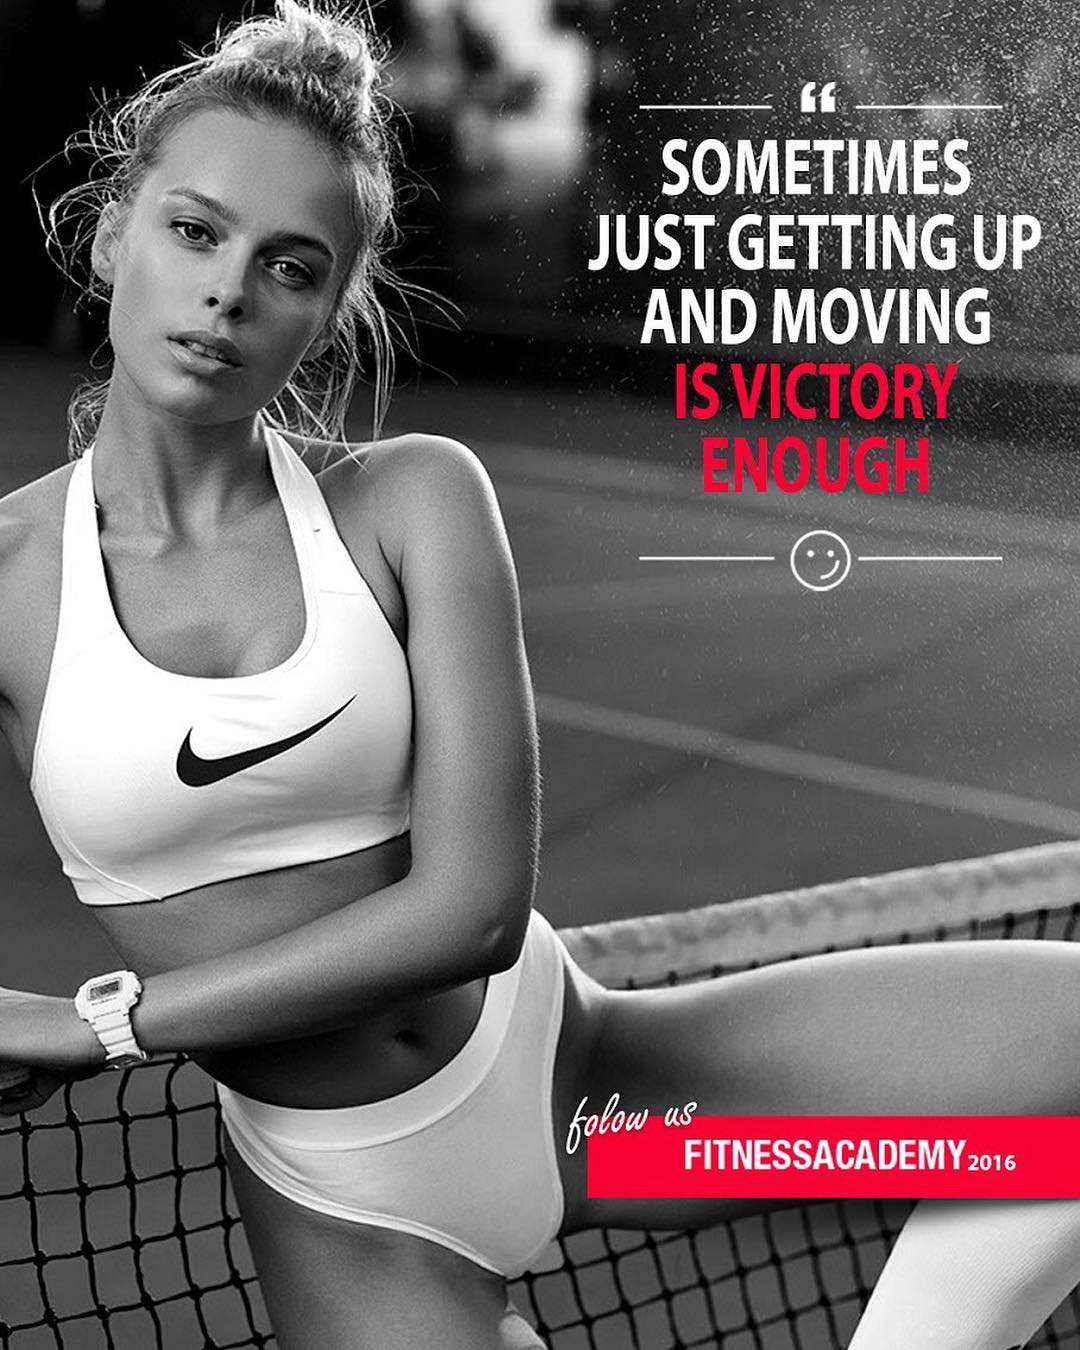 “
SOMETIMES
JUST GETTING UP
AND MOVING
IS VICTORY
ENOUGH
folow us
FITNESSACADEMY2016